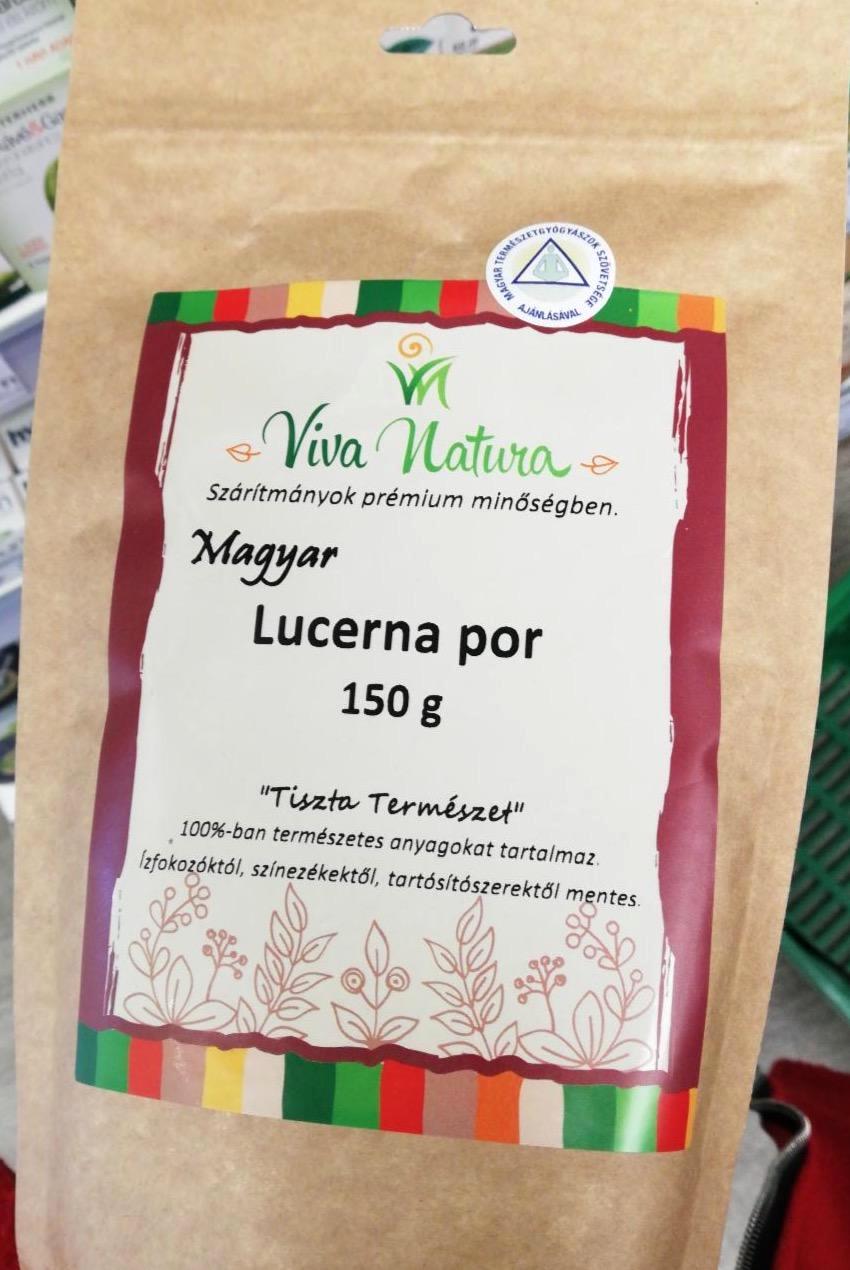 MAGYAR TERMÉSZETGYÓGYÁSZOK SZÖVETSÉGE
AJÁNLÁSÁVAL
Viva Natura
Szárítmányok prémium minőségben.
Magyar
Lucerna por
150 g
"Tiszta Természet"
100%-ban természetes anyagokat tartalmaz.
Ízfokozóktól, színezékektől, tartósítószerektől mentes.